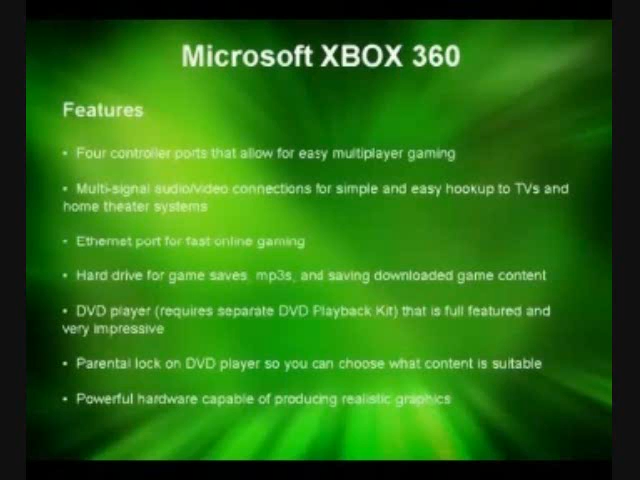 Microsoft XBOX 360
Features
• Four controller ports that allow for easy multiplayer gaming
• Multi-signal audio/video connections for simple and easy hookup to TVs and
home theater systems
• Ethernet port for fast online gaming
• Hard drive for game saves, mp3s, and saving downloaded game content
• DVD player (requires separate DVD Playback Kit) that is full featured and
very impressive
• Parental lock on DVD player so you can choose what content is suitable
• Powerful hardware capable of producing realistic graphics